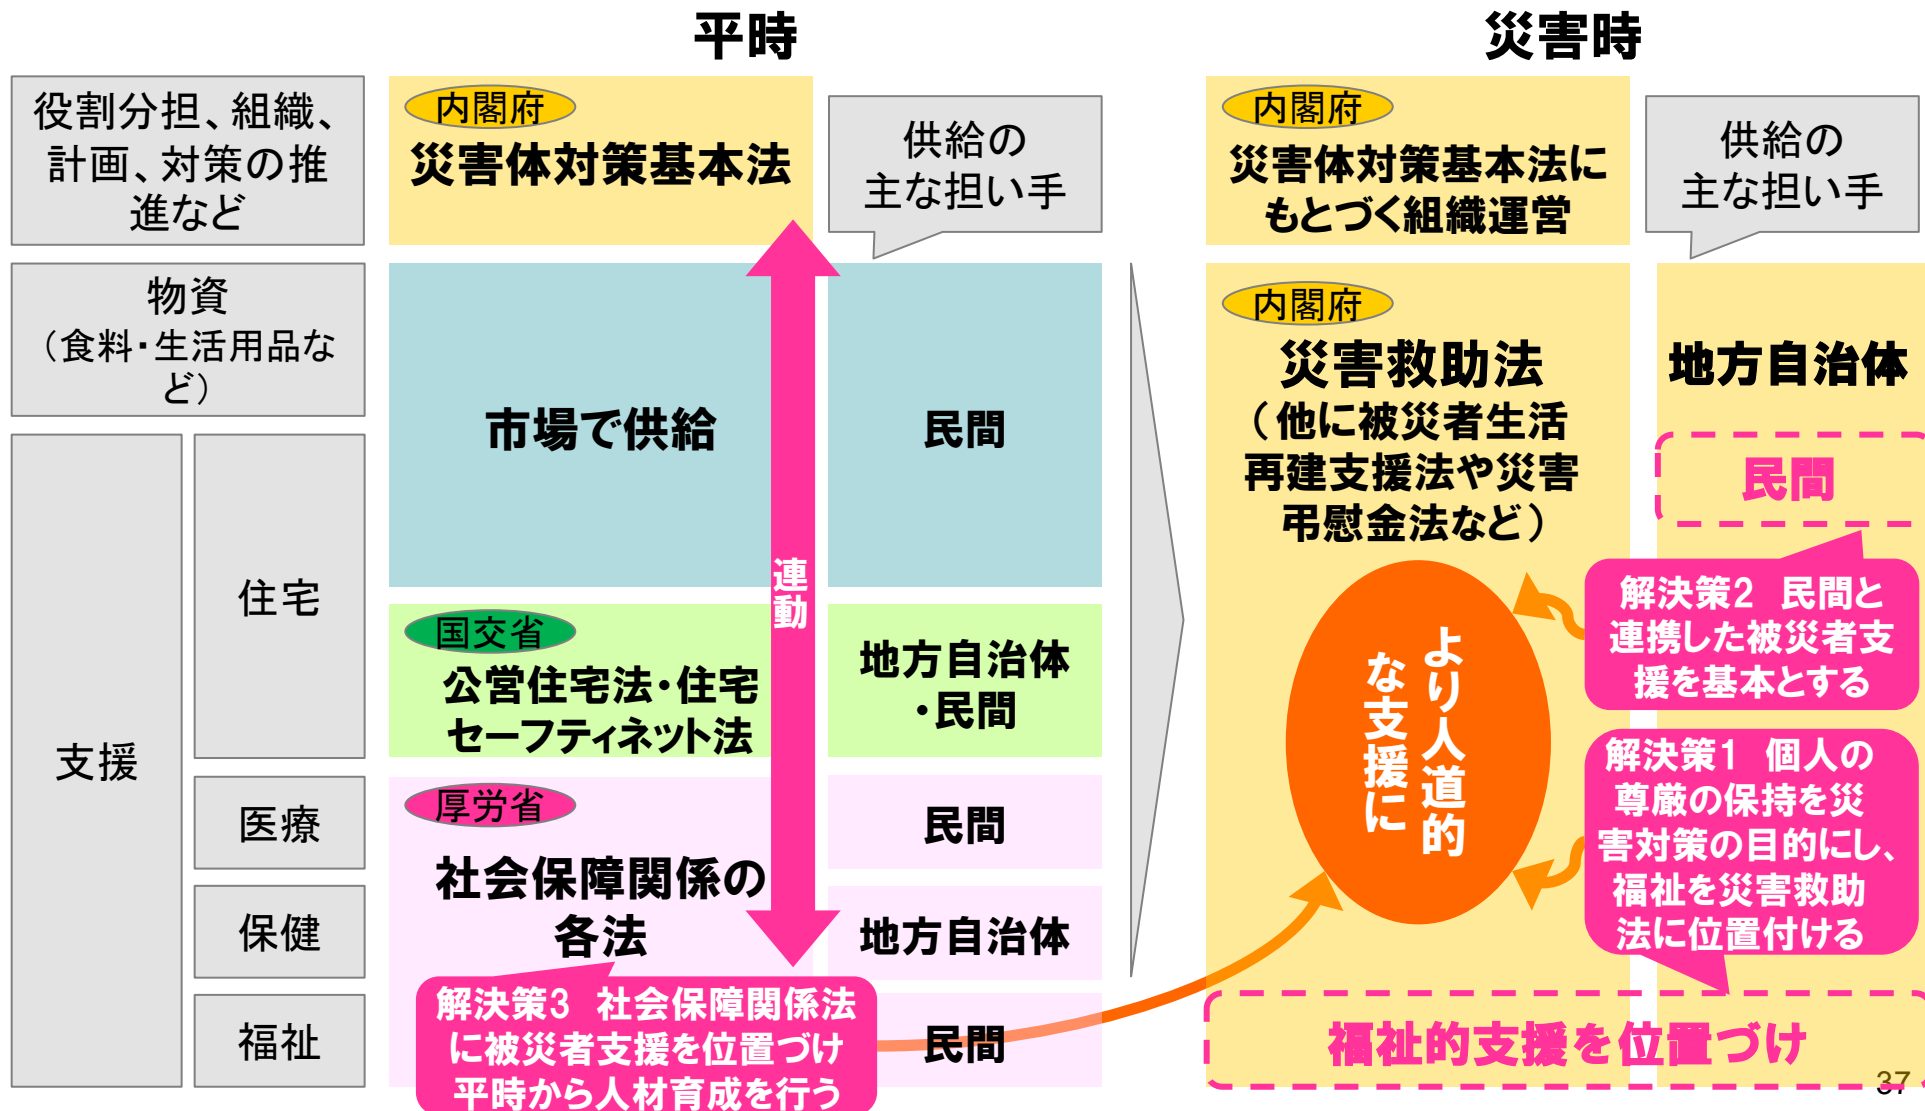 平時
災害時
役割分担、組織、
計画、対策の推
進など
内閣府
災害体対策基本法
供給の
主な担い手
内閣府
災害体対策基本法に
もとづく組織運営
供給の
主な担い手
物資
（食料・生活用品な
ど）
支援
住宅
医療
保健
福祉
市場で供給
民間
国交省
公営住宅法・住宅
セーフティネット法
地方自治体
・民間
厚労省
社会保障関係の
各法
民間
地方自治体
民間
連動
解決策3　社会保障関係法
に被災者支援を位置づけ
平時から人材育成を行う
内閣府
災害救助法
（他に被災者生活
再建支援法や災害
弔慰金法など）
地方自治体
民間
より人道的
な支援に
解決策2　民間と
連携した被災者支
援を基本とする
解決策1　個人の
尊厳の保持を災
害対策の目的にし、
福祉を災害救助
法に位置付ける
福祉的支援を位置づけ
37